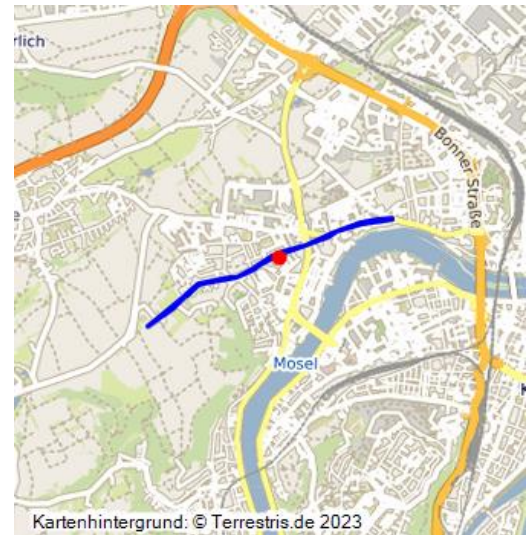 rlich
Bonner Straße
Mosel
K
Kartenhintergrund: © Terrestris.de 2023